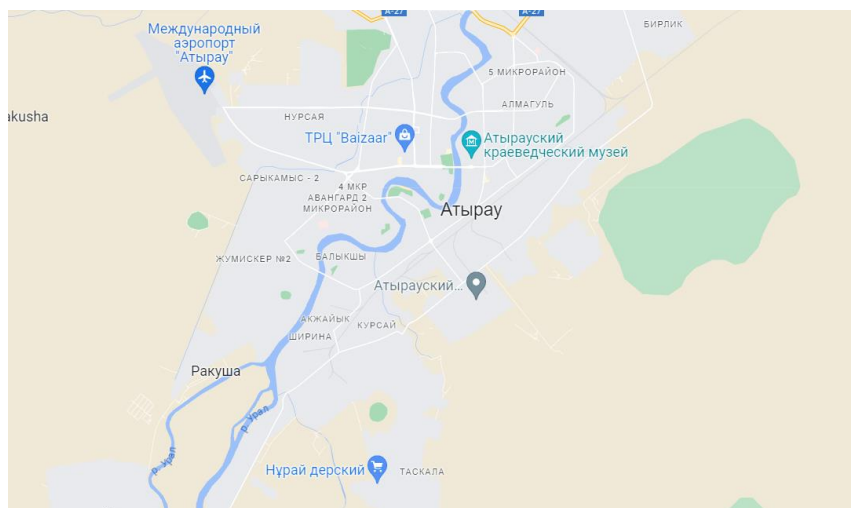 А-27
А-27
Международный
аэропорт
"Атырау"
БИРЛИК
5 МИКРОРАЙОН
АЛМАГУЛЬ
akusha
НУРСАЯ
ТРЦ "Baizaar"
Атырауский
краеведческий музей
САРЫКАМЫС - 2
4 МКР
АВАНГАРД 2
МИКРОРАЙОН
Атырау
ЖУМИСКЕР №2
БАЛЫКШЫ
Атырауский...
АКЖАЙЫК
КУРСАЙ
ШИРИНА
Ракуша
р. Урал
р. Урал
Нұрай дерский
ТАСКАЛА